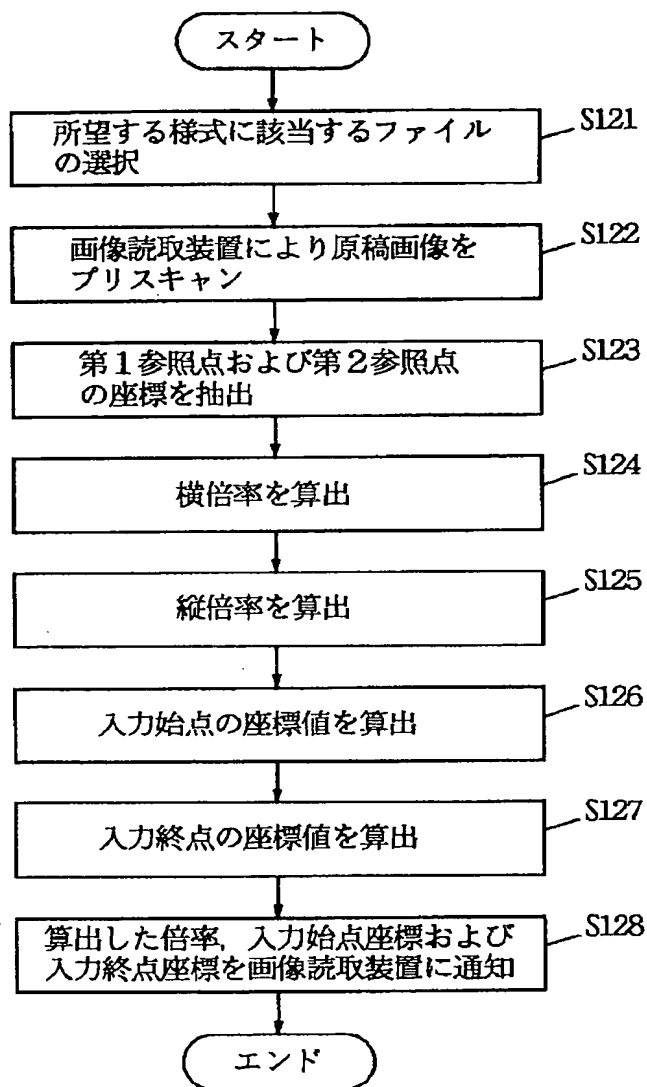 スタート
所望する様式に該当するファイル
の選択
S121
画像読取装置により原稿画像を
プリスキャン
S122
第1参照点および第2参照点
の座標を抽出
S123
横倍率を算出
S124
縦倍率を算出
S125
入力始点の座標値を算出
S126
入力終点の座標値を算出
S127
算出した倍率, 入力始点座標および
入力終点座標を画像読取装置に通知
S128
エンド